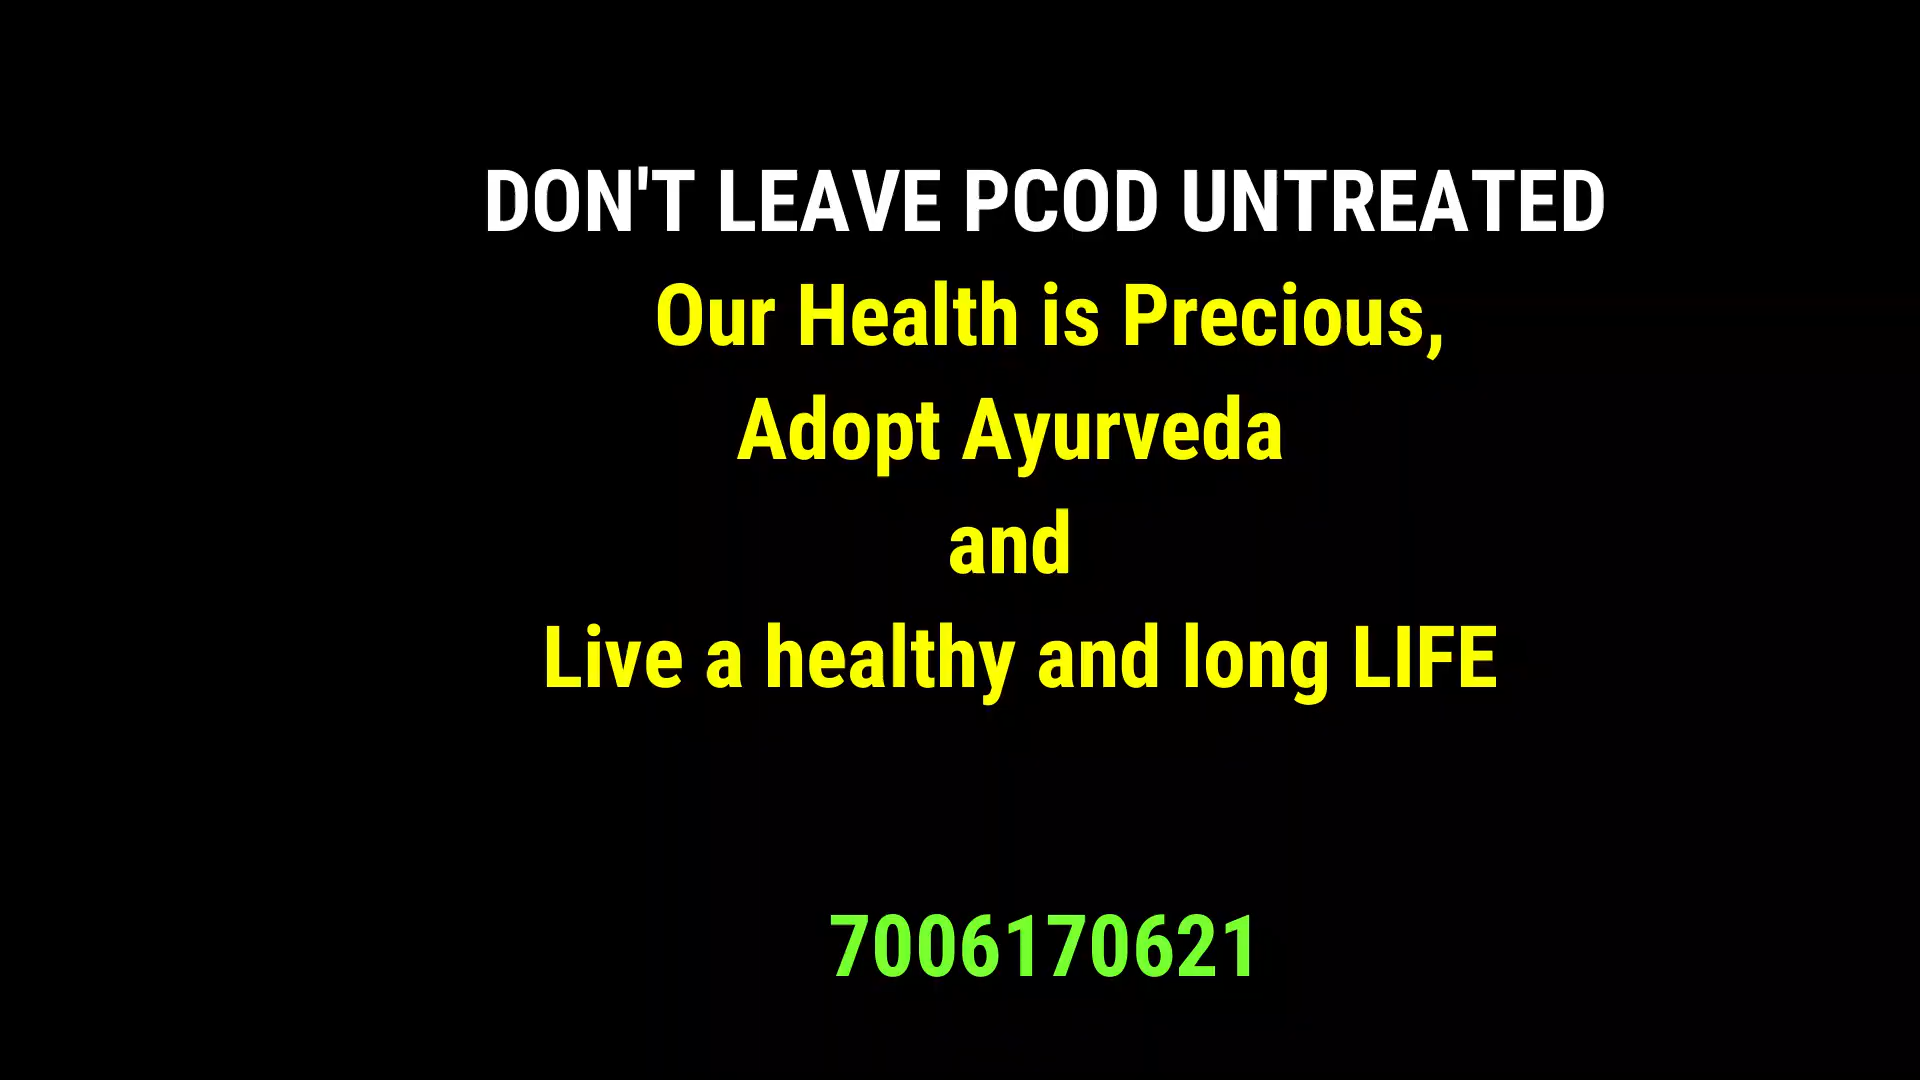 DON'T LEAVE PCOD UNTREATED
Our Health is Precious,
Adopt Ayurveda
and
Live a healthy and long LIFE
7006170621